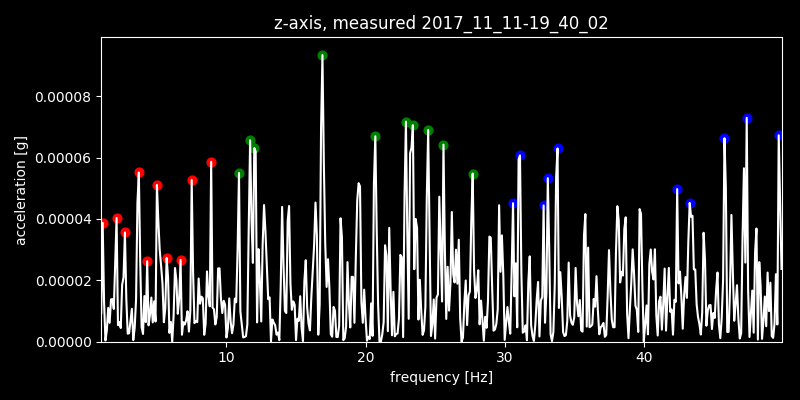 z-axis, measured 2017_11_11-19_40_02
0.00008
0.00006
0.00004
0.00002
0.00000
acceleration [g]
10 20 30 40
frequency [Hz]